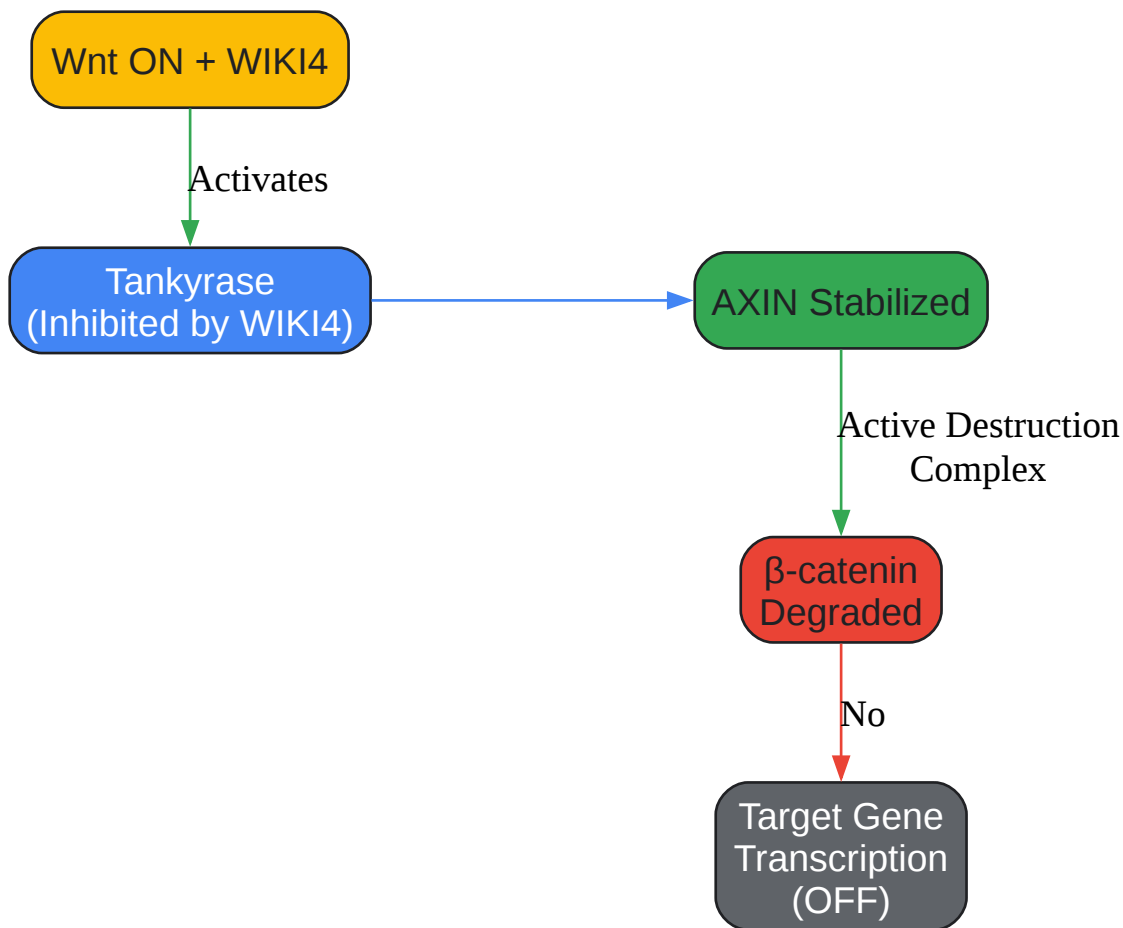 Wnt ON + WIKI4
Activates
Tankyrase
(Inhibited by WIKI4)
AXIN Stabilized
Active Destruction
Complex
β-catenin
Degraded
No
Target Gene
Transcription
(OFF)